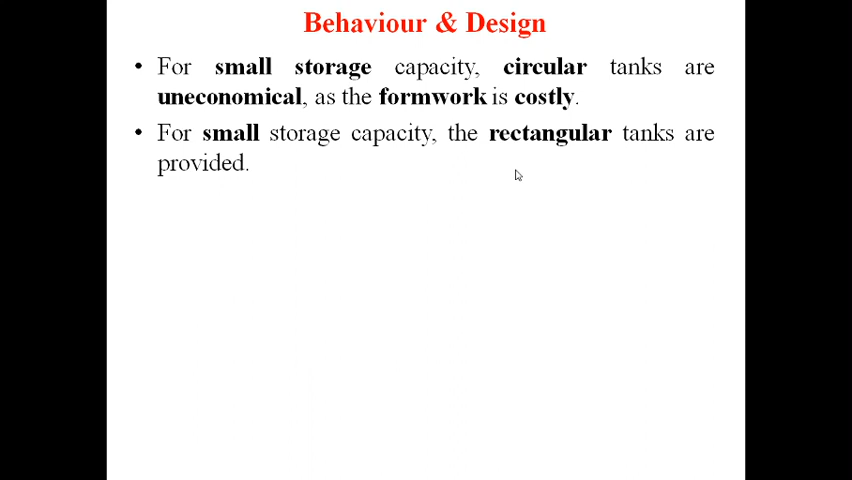 Behaviour & Design
• For small storage capacity, circular tanks are
uneconomical, as the formwork is costly.
• For small storage capacity, the rectangular tanks are
provided.